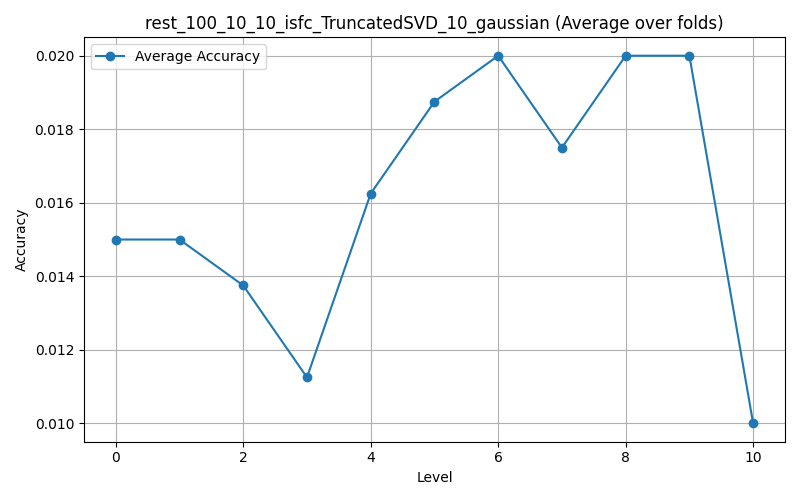 rest_100_10_10_isfc_TruncatedSVD_10_gaussian (Average over folds)
Average Accuracy
0.020
0.018
0.016
0.014
0.012
0.010
Accuracy
0 2 4 6 8 10
Level